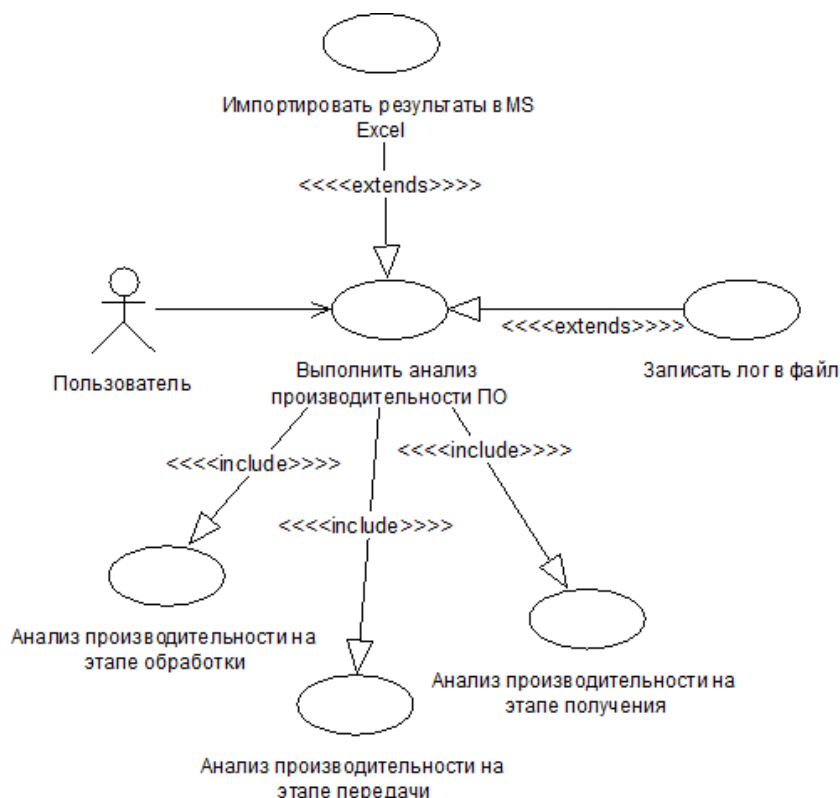 Импортировать результаты в MS
Excel
<<<<extends>>>>
<<<<extends>>>>
Пользователь
Выполнить анализ
производительности ПО
Записать лог в файл
<<<<include>>>>
<<<<include>>>>
<<<<include>>>>
Анализ производительности на
этапе обработки
Анализ производительности на
этапе получения
Анализ производительности на
этапе передачи